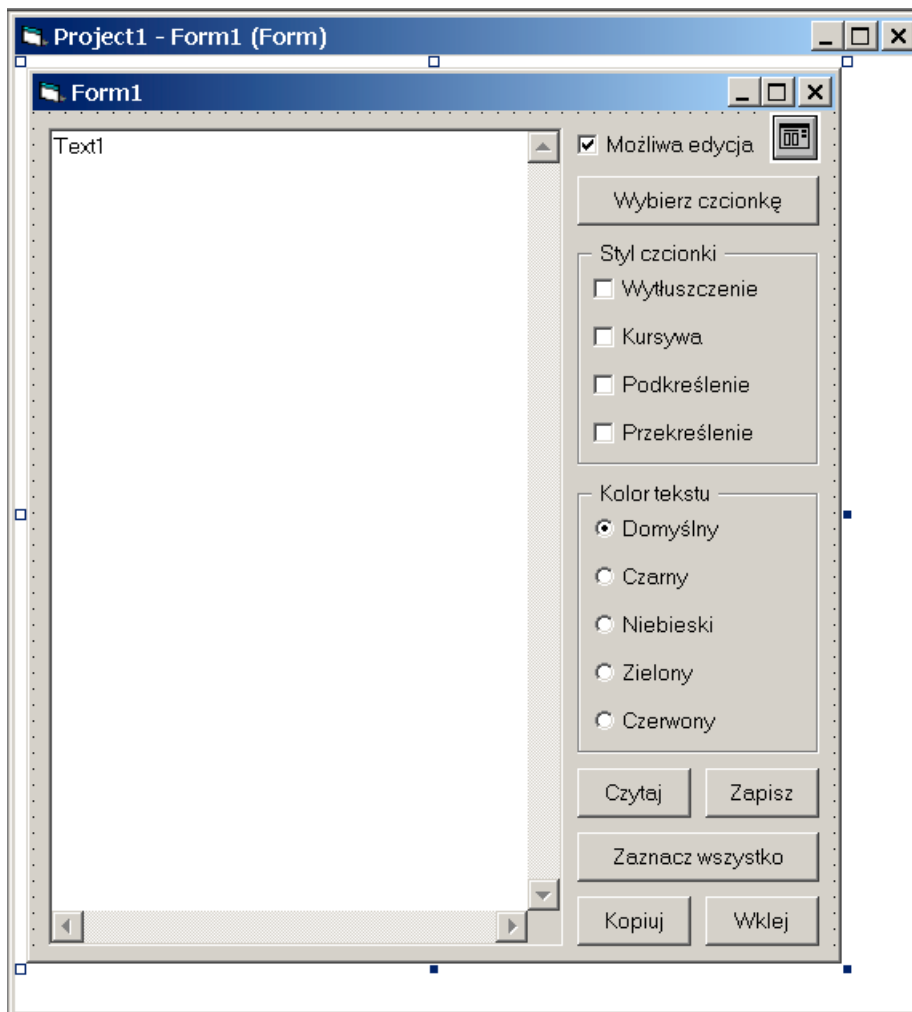 Project1 - Form1 (Form)
Form1
Text1
Możliwa edycja
Wybierz czcionkę
Styl czcionki
Wytłuszczenie
Kursywa
Podkreślenie
Przekreślenie
Kolor tekstu
Domyślny
Czarny
Niebieski
Zielony
Czerwony
Czytaj Zapisz
Zaznacz wszystko
Kopiuj Wklej